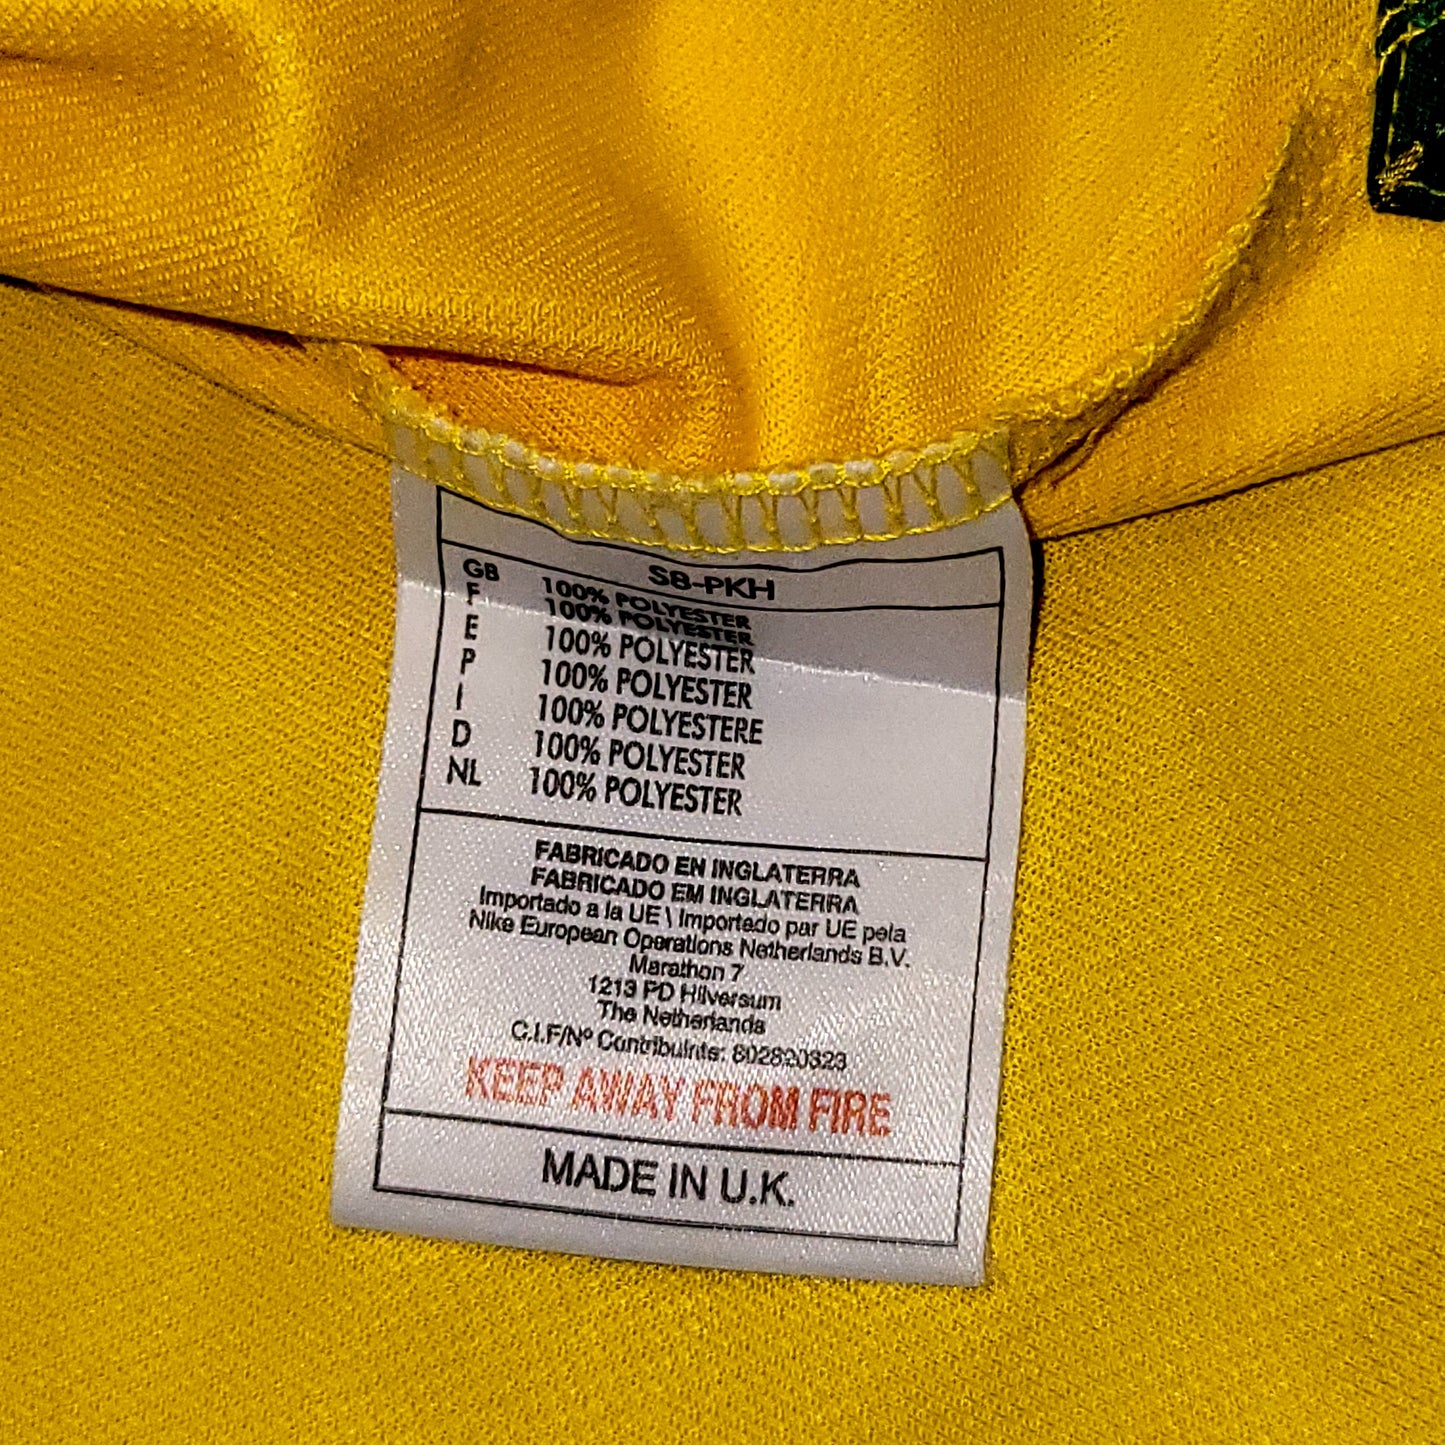 S8-PKH
GB 100% POLYESTER
F 100% POLYESTER
E 100% POLYESTER
P 100% POLYESTER
I 100% POLYESTERE
D 100% POLYESTER
NL 100% POLYESTER
FABRICADO EN INGLATERRA
FABRICADO EM INGLATERRA
Importado a la UE \ Importado par UE pela
Nike European Operations Netherlands B.V.
Marathon 7
1213 PD Hilversum
The Netherlands
C.I.F/Nº Contribuinte: 802820323
KEEP AWAY FROM FIRE
MADE IN U.K.